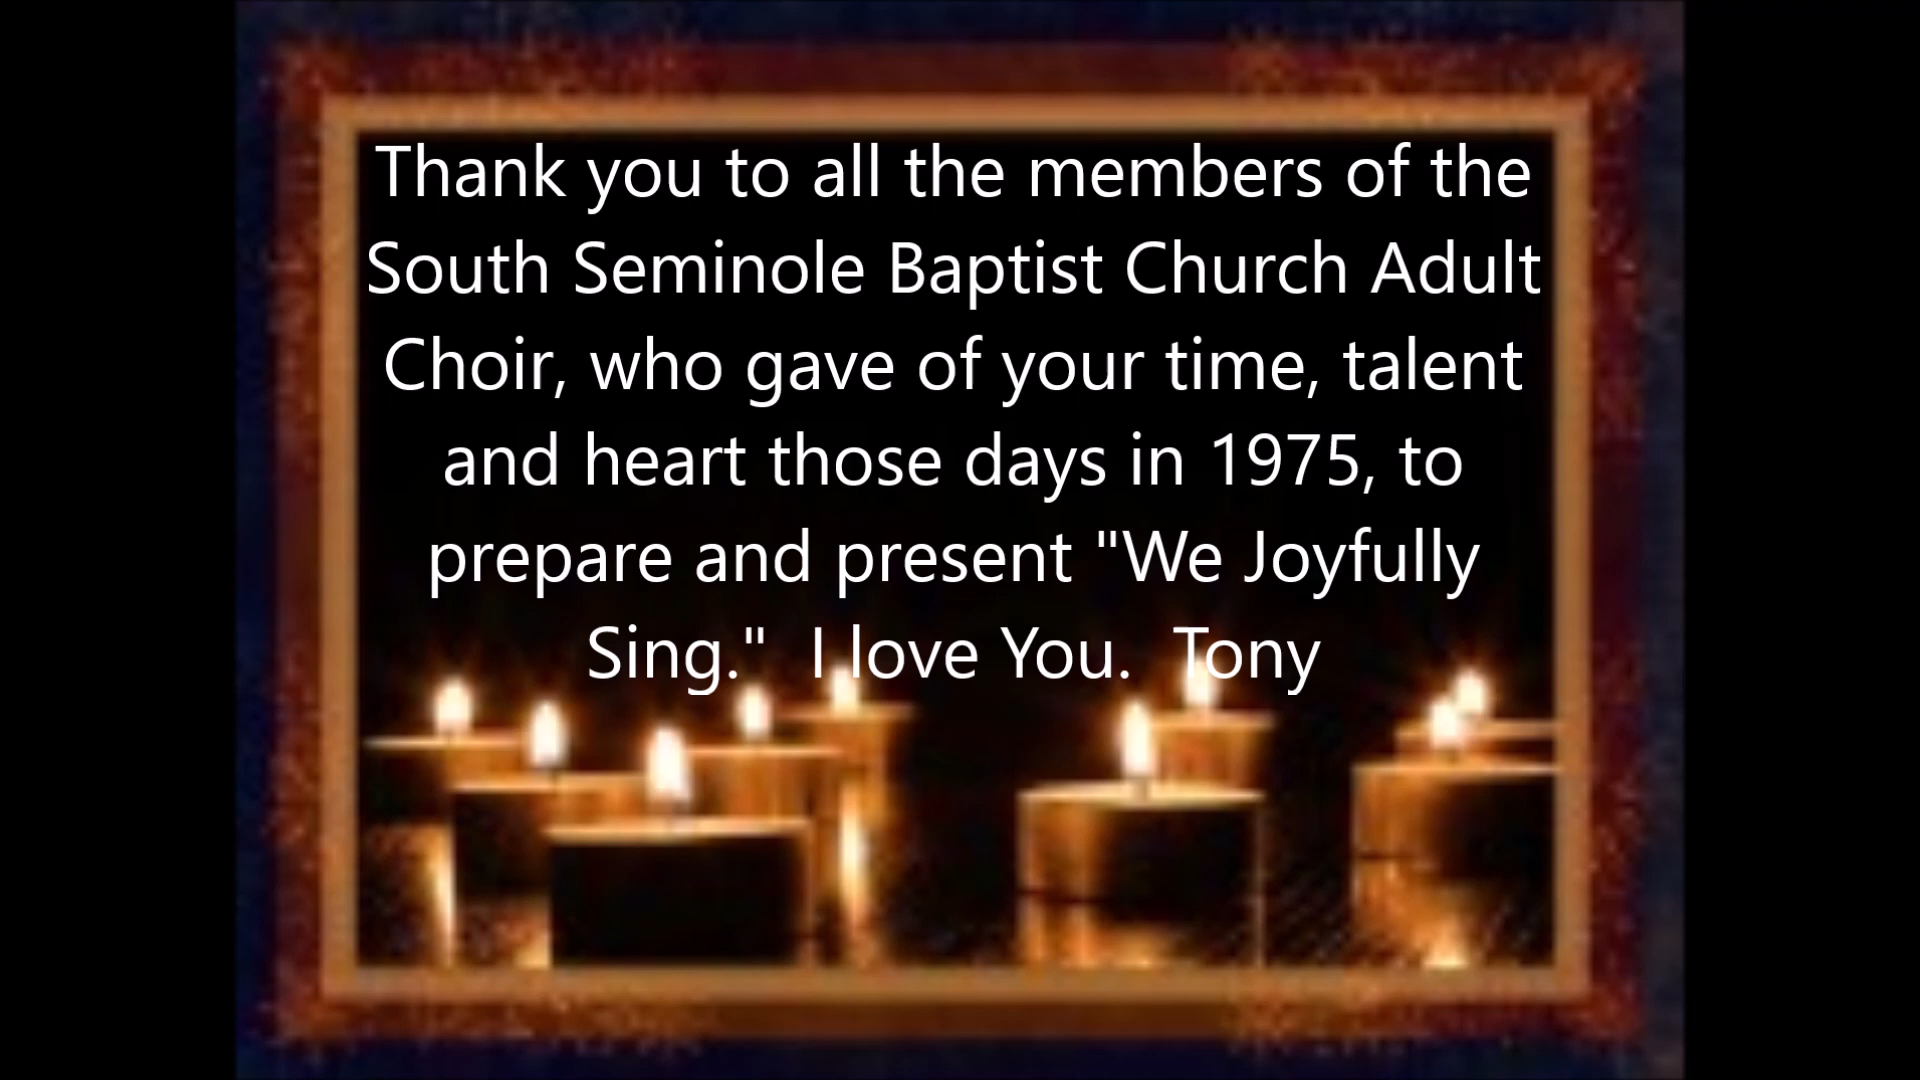 Thank you to all the members of the
South Seminole Baptist Church Adult
Choir, who gave of your time, talent
and heart those days in 1975, to
prepare and present "We Joyfully
Sing."  I love You.  Tony